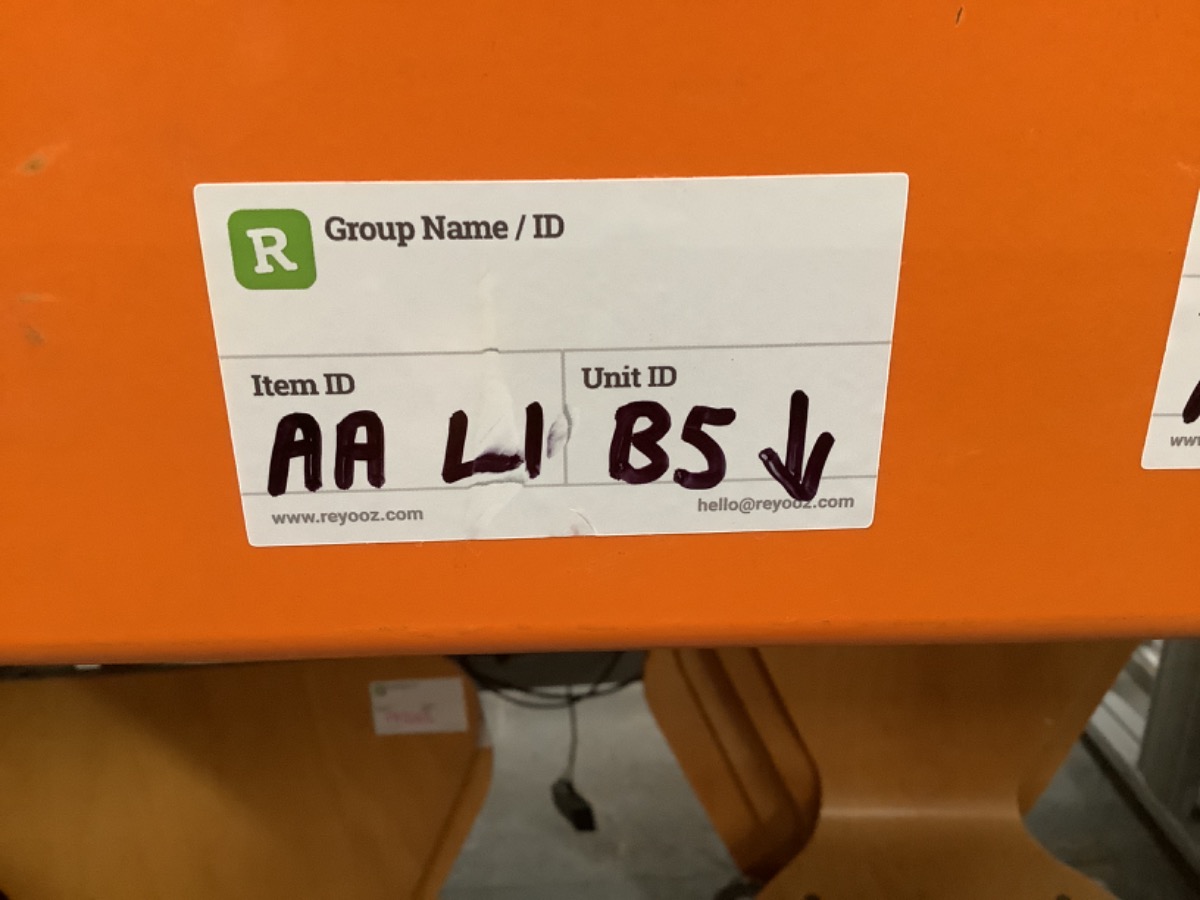 R Group Name / ID
Item ID Unit ID
AA L1 B5 ↓
www.reyooz.com hello@reyooz.com